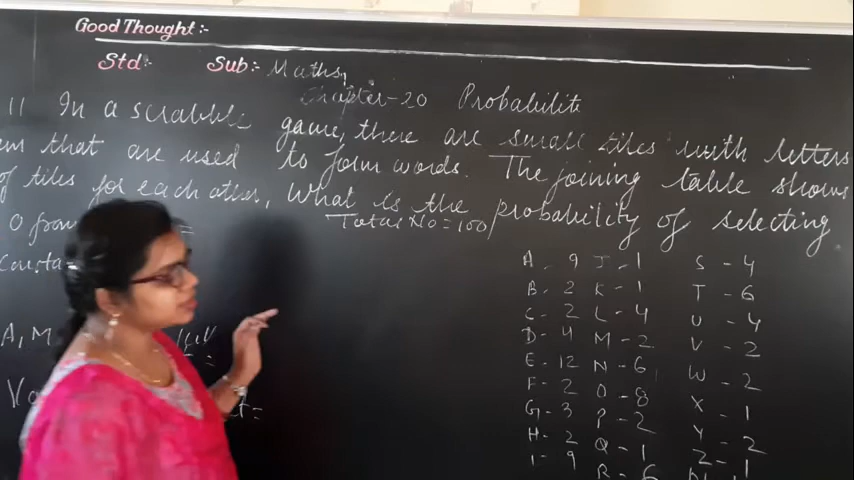 Good Thought:-
Std:- Sub:- Maths,
Chapter-20 Probabilite
11 In a scrabble game, there are small tiles with letters
em that are used to form words. The joining table shows
of tiles for each other, What is the probability of selecting
O from = Total No = 100
A - 9 J - 1 S - 4
B - 2 K - 1 T - 6
C - 2 L - 4 U - 4
D - 4 M - 2 V - 2
E - 12 N - 6 W - 2
F - 2 O - 8 X - 1
G - 3 P - 2 Y - 2
H - 2 Q - 1 Z - 1
I - 9 R - 6
A, M